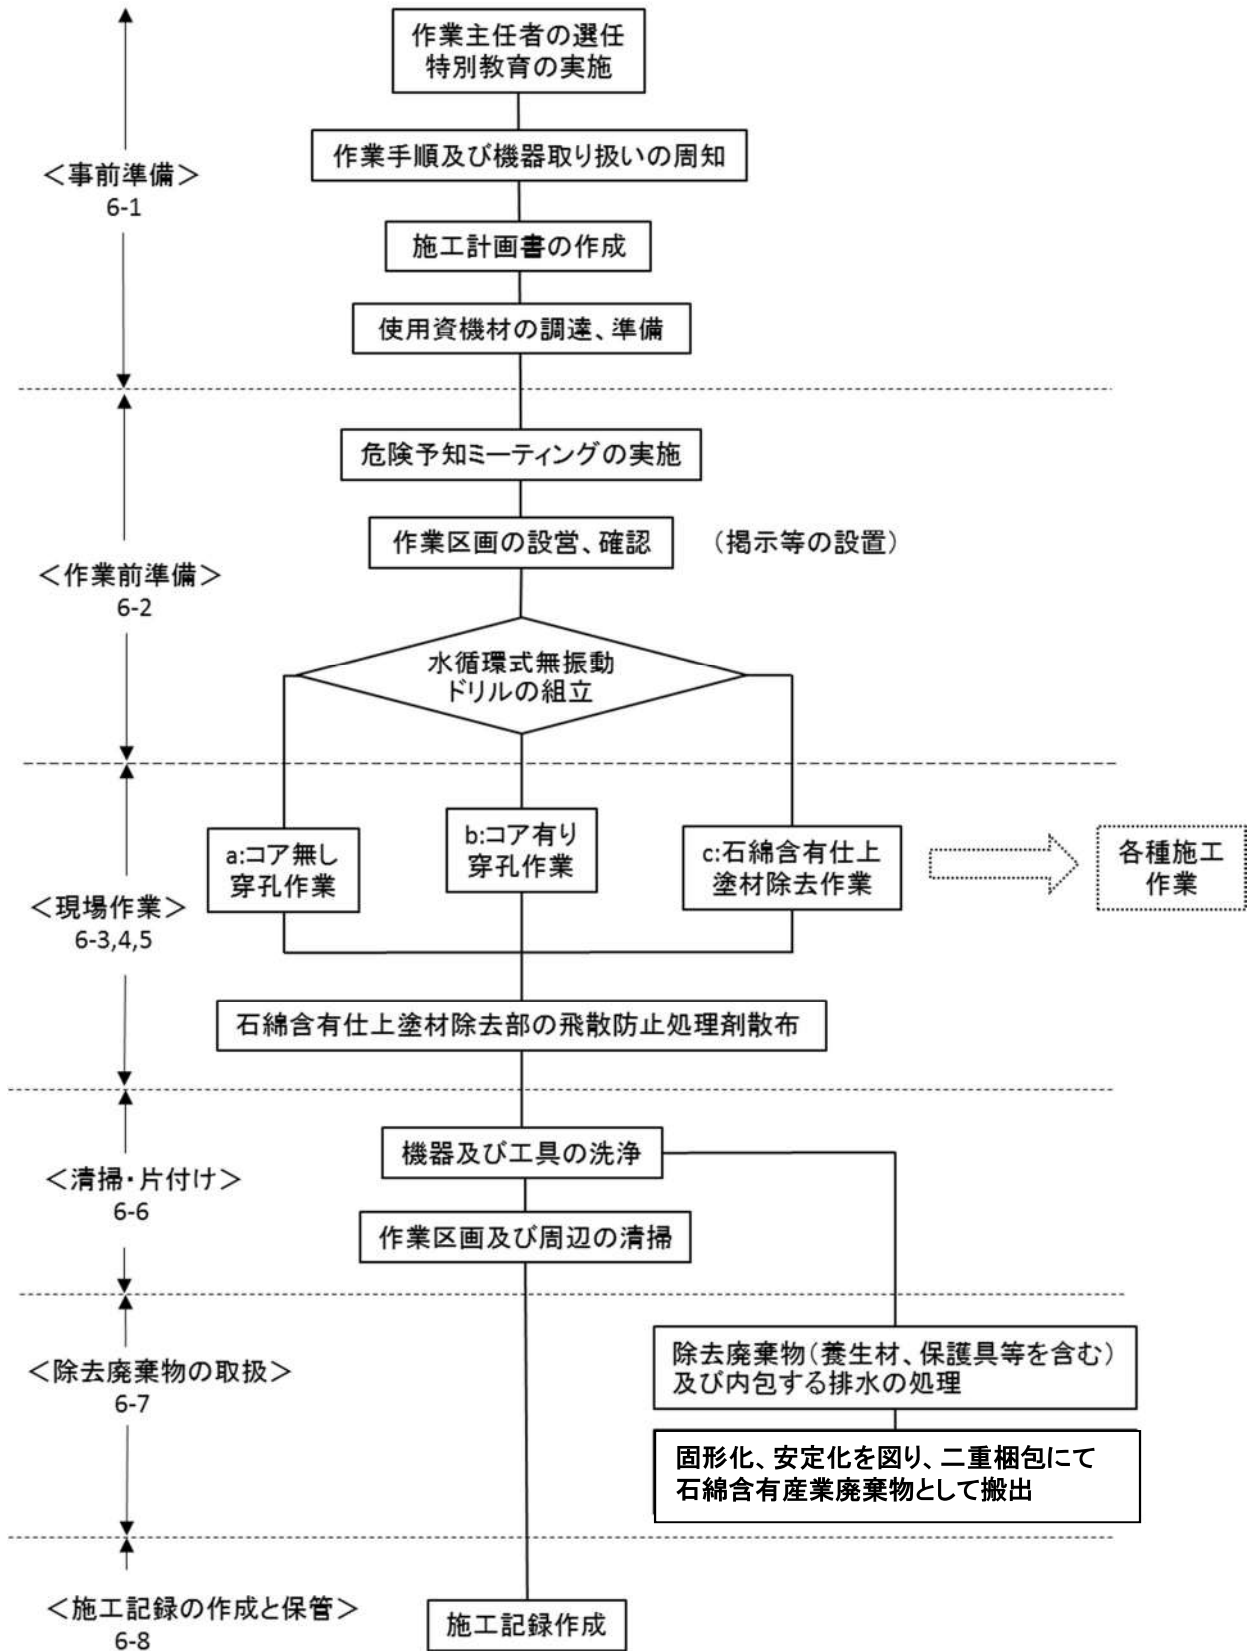 作業主任者の選任
特別教育の実施
作業手順及び機器取り扱いの周知
＜事前準備＞
6-1
施工計画書の作成
使用資機材の調達、準備
危険予知ミーティングの実施
作業区画の設営、確認
（掲示等の設置）
＜作業前準備＞
6-2
水循環式無振動
ドリルの組立
a:コア無し
穿孔作業
b:コア有り
穿孔作業
c:石綿含有仕上
塗材除去作業
各種施工
作業
＜現場作業＞
6-3,4,5
石綿含有仕上塗材除去部の飛散防止処理剤散布
機器及び工具の洗浄
＜清掃・片付け＞
6-6
作業区画及び周辺の清掃
＜除去廃棄物の取扱＞
6-7
除去廃棄物（養生材、保護具等を含む）
及び内包する排水の処理
固形化、安定化を図り、二重梱包にて
石綿含有産業廃棄物として搬出
＜施工記録の作成と保管＞
6-8
施工記録作成